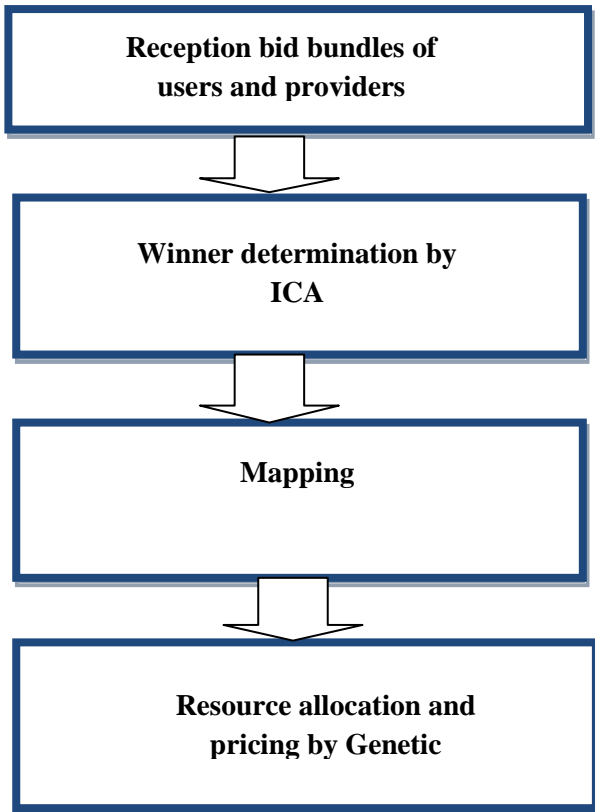 Reception bid bundles of
users and providers
Winner determination by
ICA
Mapping
Resource allocation and
pricing by Genetic